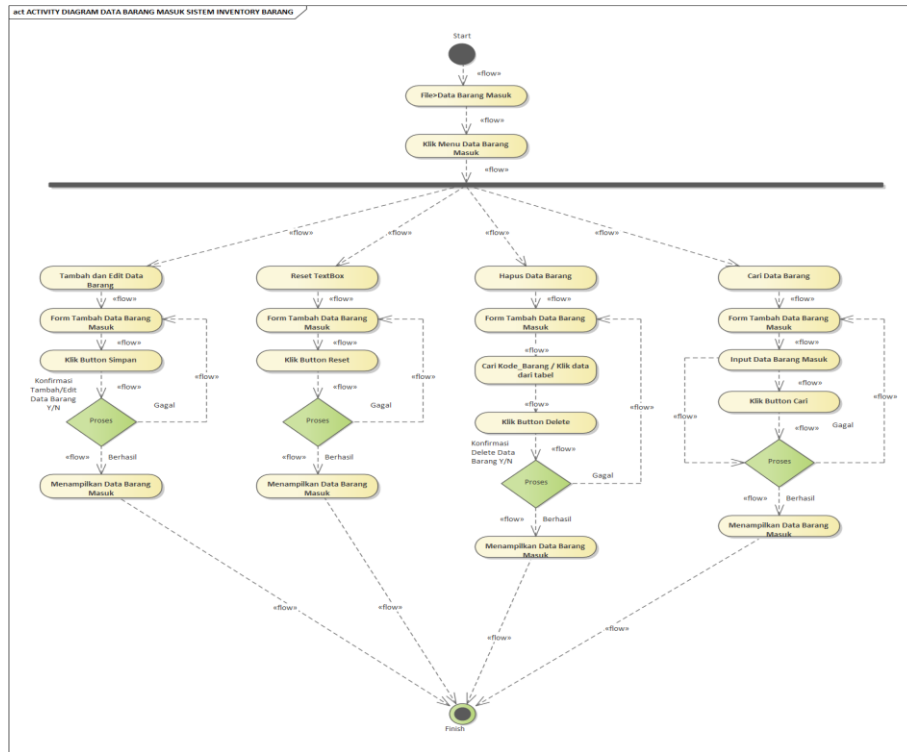 act ACTIVITY DIAGRAM DATA BARANG MASUK SISTEM INVENTORY BARANG
Start
«flow»
File>Data Barang Masuk
«flow»
Klik Menu Data Barang
Masuk
«flow»
«flow»
«flow»
«flow»
«flow»
Tambah dan Edit Data
Barang
«flow»
Form Tambah Data Barang
Masuk
«flow»
Klik Button Simpan
Konfirmasi
Tambah/Edit
Data Barang
Y/N
«flow»
«flow»
Gagal
Proses
«flow»
Berhasil
Menampilkan Data Barang
Masuk
«flow»
Reset TextBox
«flow»
Form Tambah Data Barang
Masuk
«flow»
Klik Button Reset
«flow»
«flow»
Gagal
Proses
«flow»
Berhasil
Menampilkan Data Barang
Masuk
«flow»
Hapus Data Barang
«flow»
Form Tambah Data Barang
Masuk
«flow»
Cari Kode_Barang / Klik data
dari tabel
«flow»
«flow»
Klik Button Delete
Konfirmasi
Delete Data
Barang Y/N
«flow»
Gagal
Proses
«flow»
Berhasil
Menampilkan Data Barang
Masuk
«flow»
Cari Data Barang
«flow»
Form Tambah Data Barang
Masuk
«flow»
Input Data Barang Masuk
«flow»
«flow»
Klik Button Cari
«flow»
«flow»
Gagal
Proses
«flow»
Berhasil
Menampilkan Data Barang
Masuk
«flow»
Finish